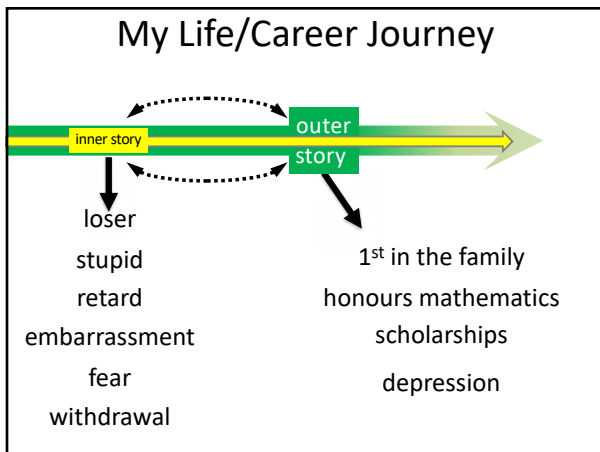 My Life/Career Journey
inner story
outer
story
loser
stupid
retard
embarrassment
fear
withdrawal
1st in the family
honours mathematics
scholarships
depression